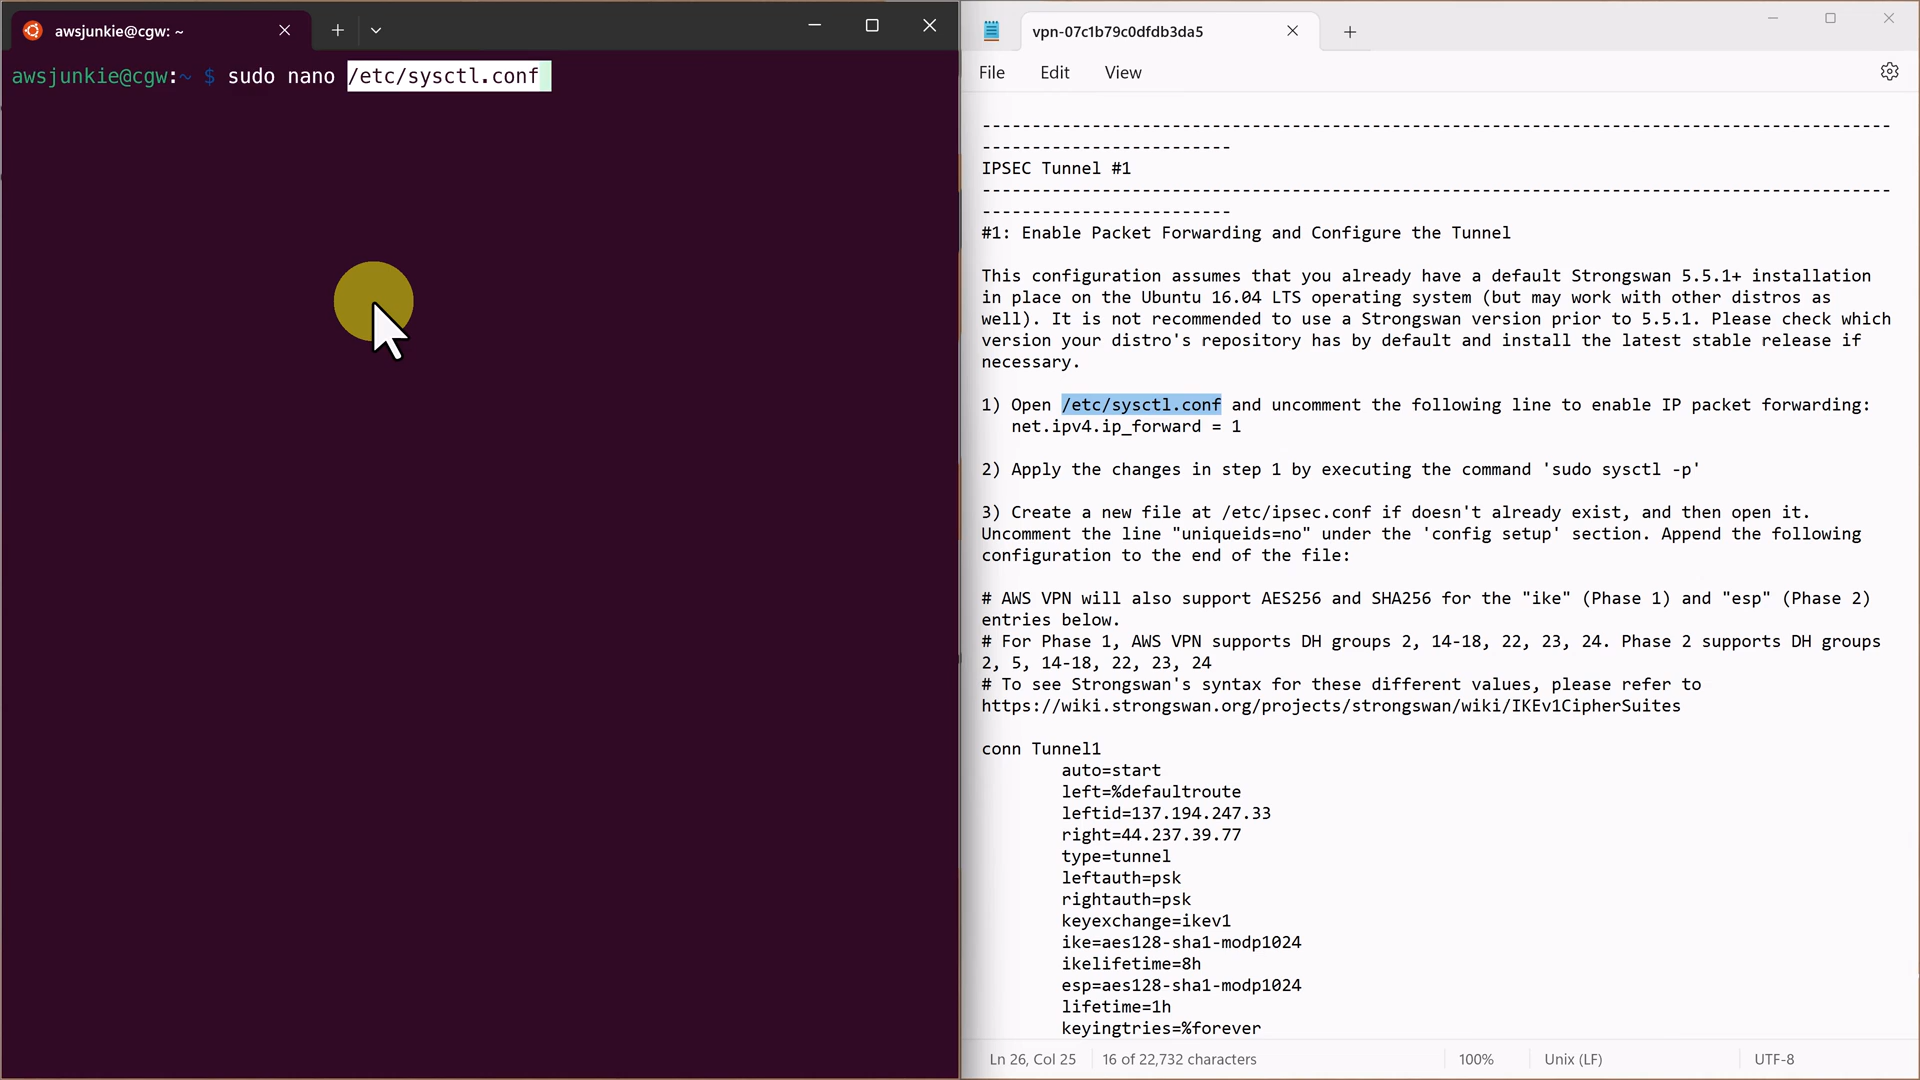 awsjunkie@cgw: ~
awsjunkie@cgw:~ $ sudo nano /etc/sysctl.conf
vpn-07c1b79c0dfdb3da5
File Edit View
---------------------------------------------------------------------------------------
-------------------------
IPSEC Tunnel #1
---------------------------------------------------------------------------------------
-------------------------
#1: Enable Packet Forwarding and Configure the Tunnel
This configuration assumes that you already have a default Strongswan 5.5.1+ installation
in place on the Ubuntu 16.04 LTS operating system (but may work with other distros as
well). It is not recommended to use a Strongswan version prior to 5.5.1. Please check which
version your distro's repository has by default and install the latest stable release if
necessary.
1) Open /etc/sysctl.conf and uncomment the following line to enable IP packet forwarding:
net.ipv4.ip_forward = 1
2) Apply the changes in step 1 by executing the command 'sudo sysctl -p'
3) Create a new file at /etc/ipsec.conf if doesn't already exist, and then open it.
Uncomment the line "uniqueids=no" under the 'config setup' section. Append the following
configuration to the end of the file:
# AWS VPN will also support AES256 and SHA256 for the "ike" (Phase 1) and "esp" (Phase 2)
entries below.
# For Phase 1, AWS VPN supports DH groups 2, 14-18, 22, 23, 24. Phase 2 supports DH groups
2, 5, 14-18, 22, 23, 24
# To see Strongswan's syntax for these different values, please refer to
https://wiki.strongswan.org/projects/strongswan/wiki/IKEv1CipherSuites
conn Tunnel1
auto=start
left=%defaultroute
leftid=137.194.247.33
right=44.237.39.77
type=tunnel
leftauth=psk
rightauth=psk
keyexchange=ikev1
ike=aes128-sha1-modp1024
ikelifetime=8h
esp=aes128-sha1-modp1024
lifetime=1h
keyingtries=%forever
Ln 26, Col 25 16 of 22,732 characters 100% Unix (LF) UTF-8